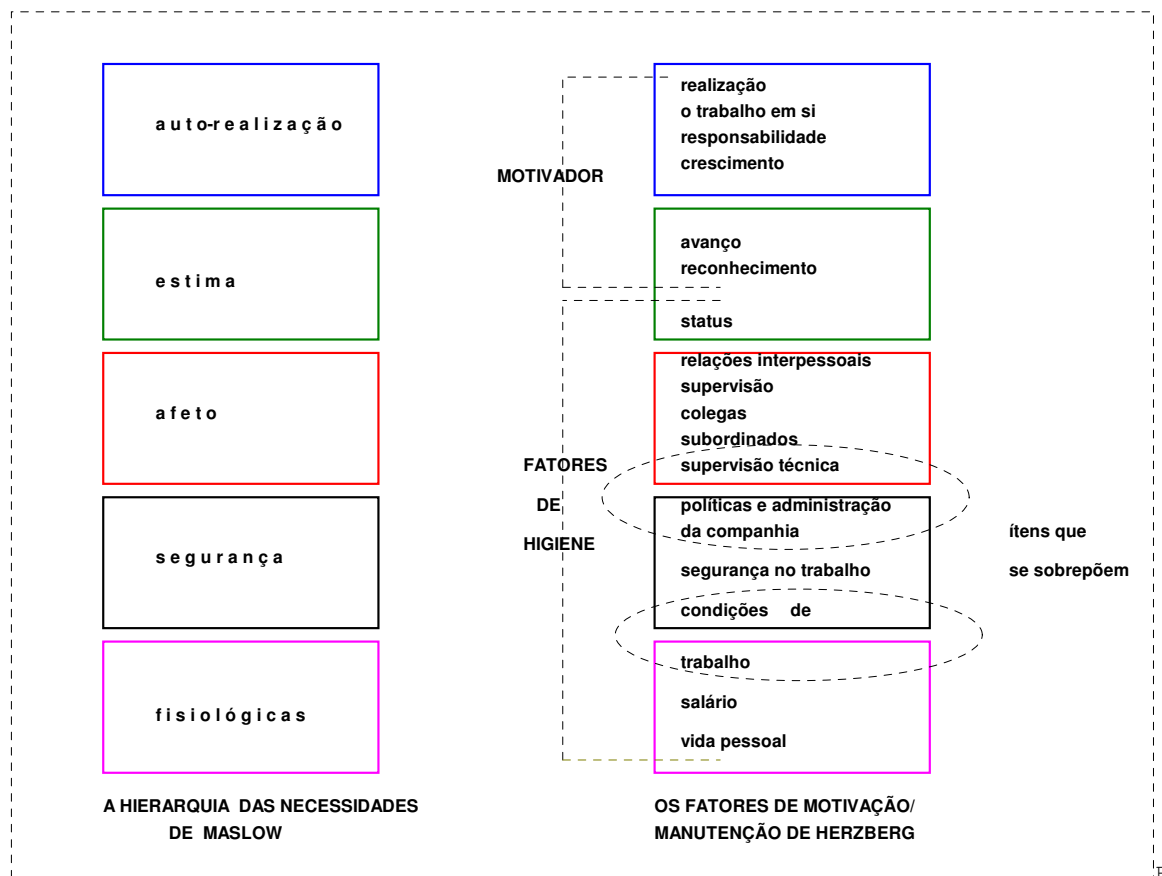 auto-realização
estima
afeto
segurança
fisiológicas
A HIERARQUIA DAS NECESSIDADES
DE MASLOW
MOTIVADOR
FATORES
DE
HIGIENE
realização
o trabalho em si
responsabilidade
crescimento
avanço
reconhecimento
status
relações interpessoais
supervisão
colegas
subordinados
supervisão técnica
políticas e administração
da companhia
segurança no trabalho
condições de
trabalho
salário
vida pessoal
OS FATORES DE MOTIVAÇÃO/
MANUTENÇÃO DE HERZBERG
ítens que
se sobrepõem